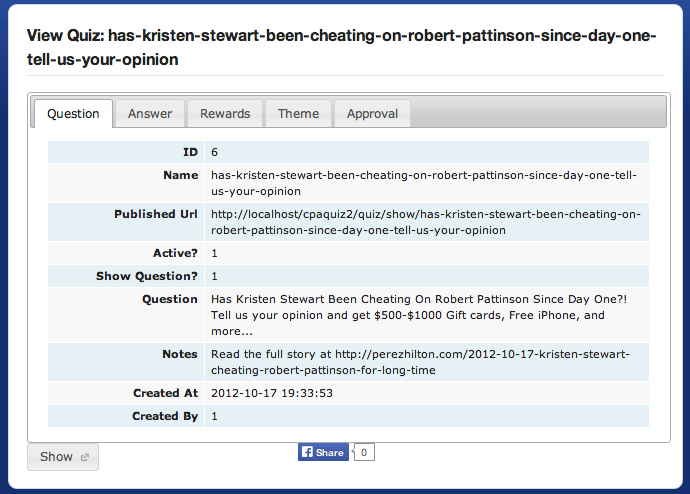 View Quiz: has-kristen-stewart-been-cheating-on-robert-pattinson-since-day-one-
tell-us-your-opinion
Question Answer Rewards Theme Approval
ID 6
Name has-kristen-stewart-been-cheating-on-robert-pattinson-since-day-one-tell-
us-your-opinion
Published Url http://localhost/cpaquiz2/quiz/show/has-kristen-stewart-been-cheating-on-
robert-pattinson-since-day-one-tell-us-your-opinion
Active? 1
Show Question? 1
Question Has Kristen Stewart Been Cheating On Robert Pattinson Since Day One?!
Tell us your opinion and get $500-$1000 Gift cards, Free iPhone, and
more...
Notes Read the full story at http://perezhilton.com/2012-10-17-kristen-stewart-
cheating-robert-pattinson-for-long-time
Created At 2012-10-17 19:33:53
Created By 1
Show f Share 0